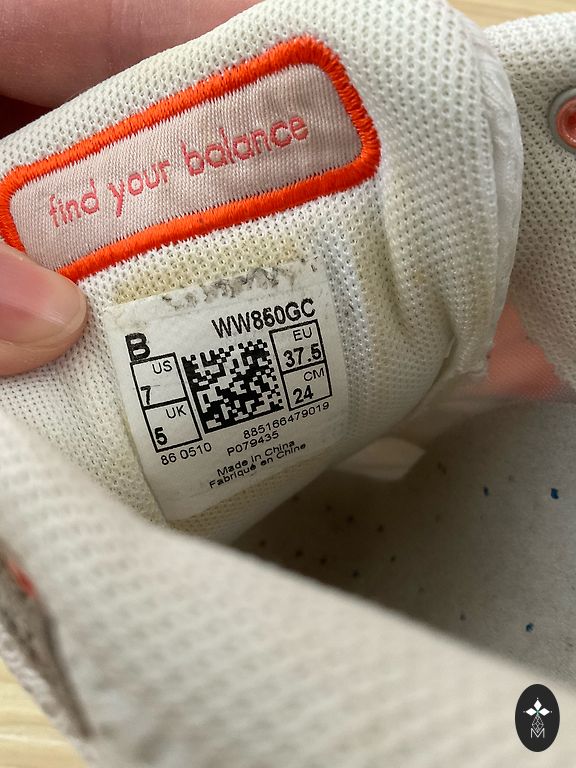 find your balance
B
WW850GC
US
7
UK
5
EU
37.5
CM
24
86 0510
885166479019
P079435
Made in China
Fabriqué en Chine
M